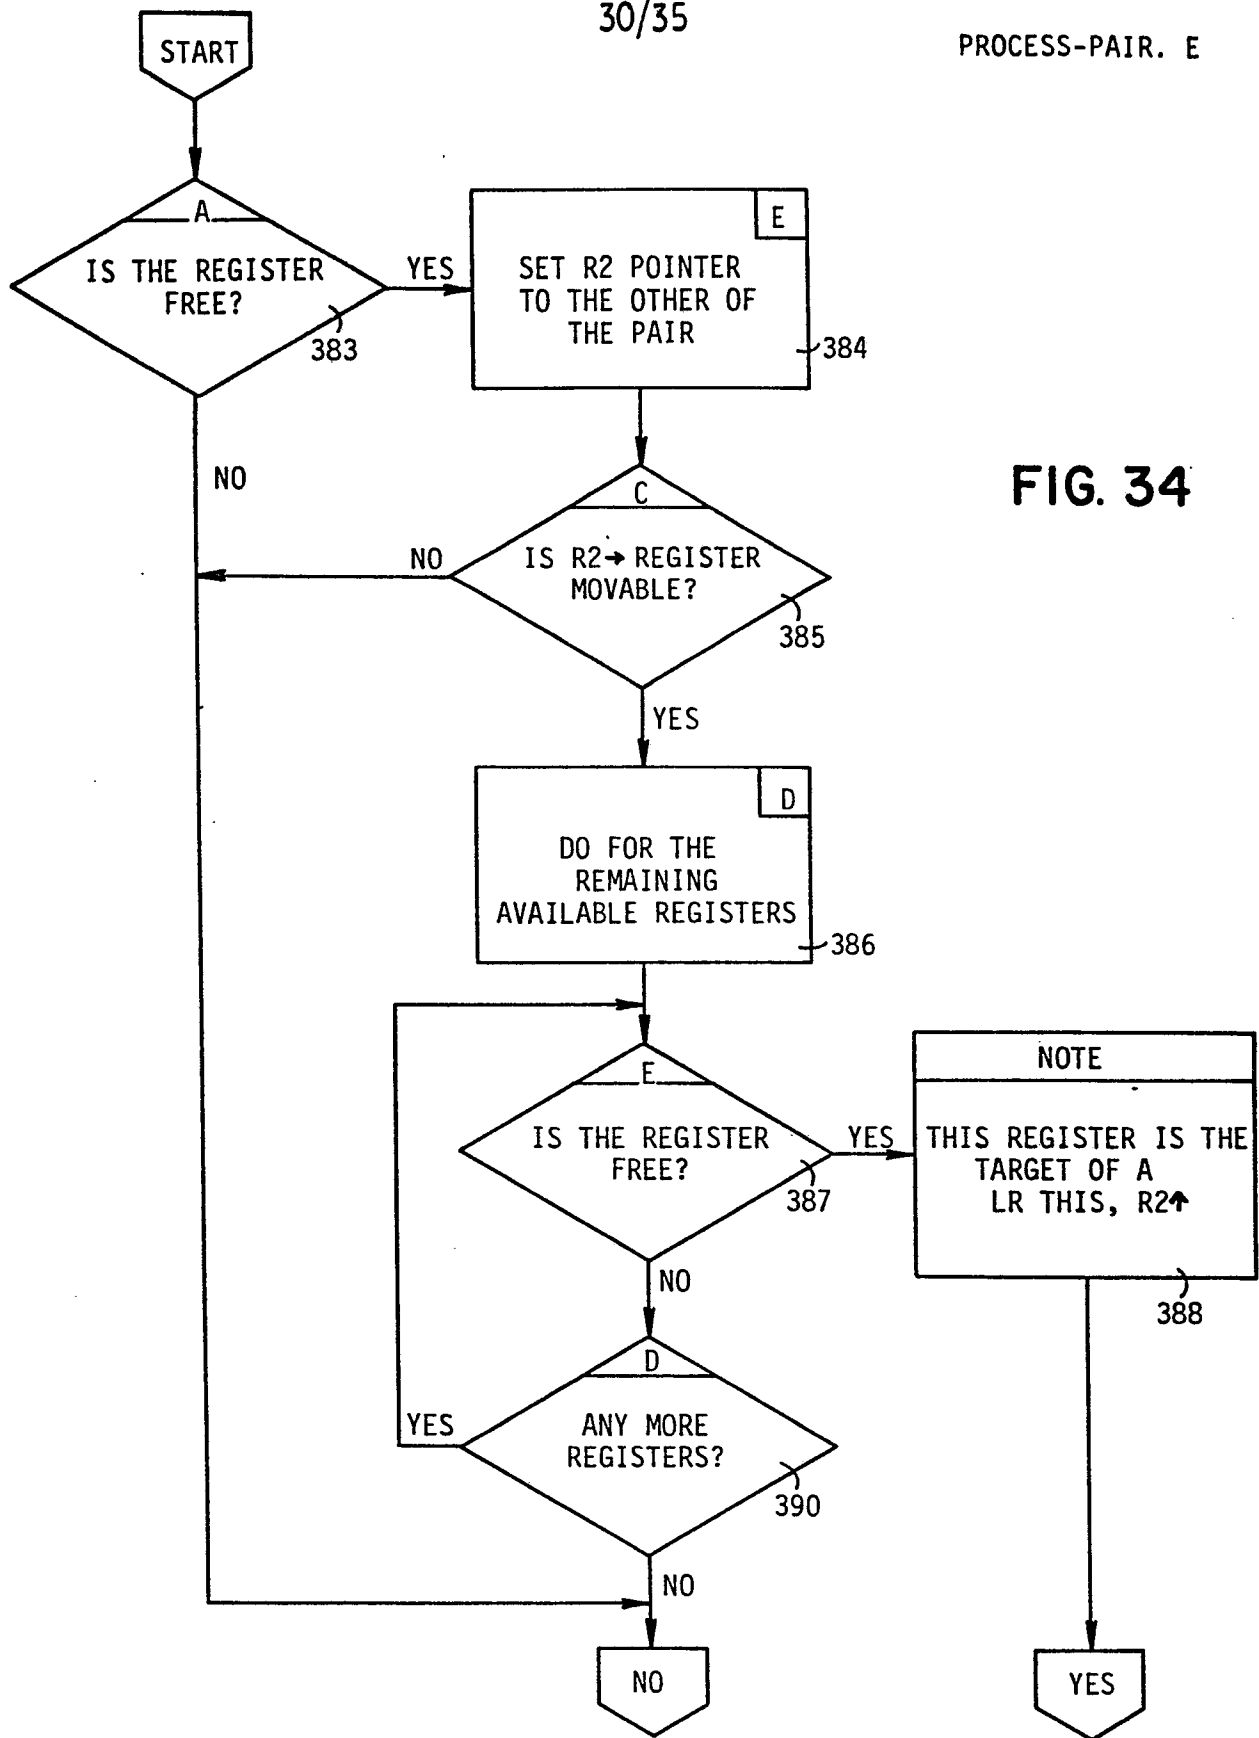 30/35
PROCESS-PAIR. E
START
A
IS THE REGISTER
FREE?
383
YES
NO
E
SET R2 POINTER
TO THE OTHER OF
THE PAIR
384
FIG. 34
C
IS R2→ REGISTER
MOVABLE?
385
NO
YES
D
DO FOR THE
REMAINING
AVAILABLE REGISTERS
386
E
IS THE REGISTER
FREE?
387
YES
NO
NOTE
THIS REGISTER IS THE
TARGET OF A
LR THIS, R2↑
388
D
ANY MORE
REGISTERS?
390
YES
NO
NO
YES